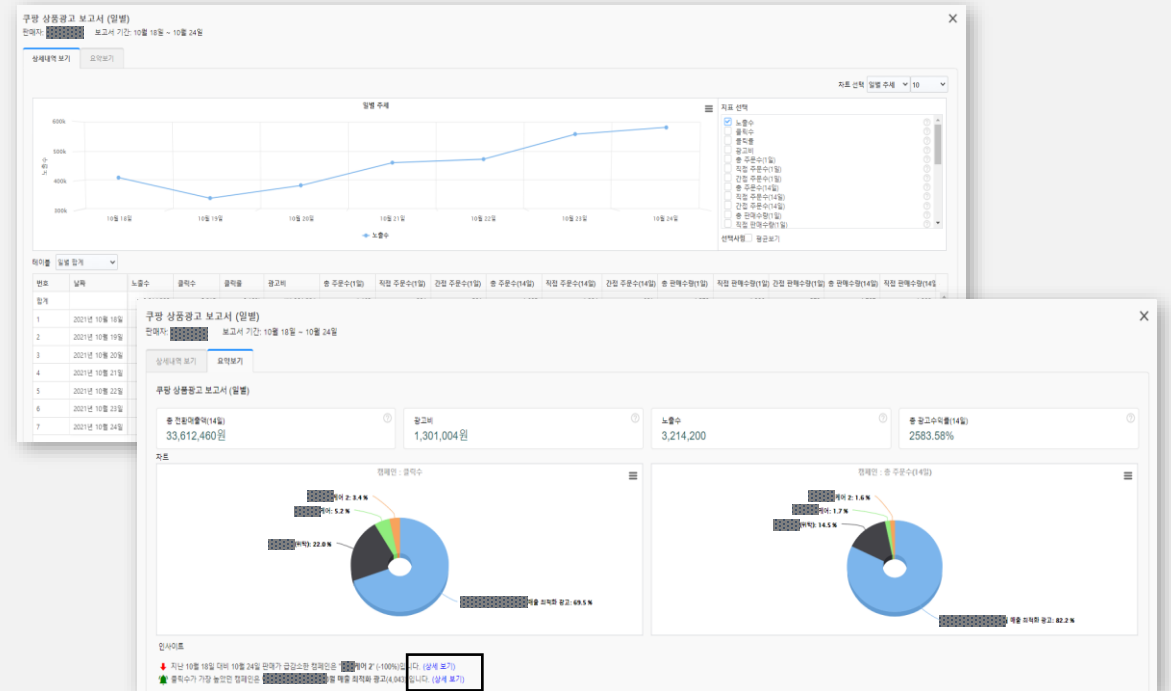 쿠팡 상품광고 보고서 (일별)
판매자: 보고서 기간: 10월 18일 ~ 10월 24일
상세내역 보기 요약보기
차트 선택 일별 추세 10
일별 추세
지표 선택
노출수
클릭수
클릭율
광고비
총 주문수(1일)
직접 주문수(1일)
간접 주문수(1일)
총 주문수(14일)
직접 주문수(14일)
간접 주문수(14일)
총 판매수량(1일)
직접 판매수량(1일)
선택사항 평균보기
600k
500k
400k
300k
노출수
10월 18일 10월 19일 10월 20일 10월 21일 10월 22일 10월 23일 10월 24일
노출수
테이블 일별 합계
번호 날짜 노출수 클릭수 클릭율 광고비 총 주문수(1일) 직접 주문수(1일) 간접 주문수(1일) 총 주문수(14일) 직접 주문수(14일) 간접 주문수(14일) 총 판매수량(1일) 직접 판매수량(1일) 간접 판매수량(1일) 총 판매수량(14일) 직접 판매수량(14일
합계
1 2021년 10월 18일
2 2021년 10월 19일
3 2021년 10월 20일
4 2021년 10월 21일
5 2021년 10월 22일
6 2021년 10월 23일
7 2021년 10월 24일
쿠팡 상품광고 보고서 (일별)
판매자: 보고서 기간: 10월 18일 ~ 10월 24일
상세내역 보기 요약보기
쿠팡 상품광고 보고서 (일별)
총 전환매출액(14일)
33,612,460원
광고비
1,301,004원
노출수
3,214,200
총 광고수익률(14일)
2583.58%
차트
캠페인 : 클릭수
케어 2: 3.4 %
케어: 5.2 %
(위탁): 22.0 %
매출 최적화 광고: 69.5 %
캠페인 : 총 주문수(14일)
케어 2: 1.6 %
케어: 1.7 %
(위탁): 14.5 %
매출 최적화 광고: 82.2 %
인사이트
지난 10월 18일 대비 10월 24일 판매가 급감소한 캠페인은 " 케어 2" (-100%)입니다. (상세 보기)
클릭수가 가장 높았던 캠페인은 월 매출 최적화 광고(4,043)입니다. (상세 보기)